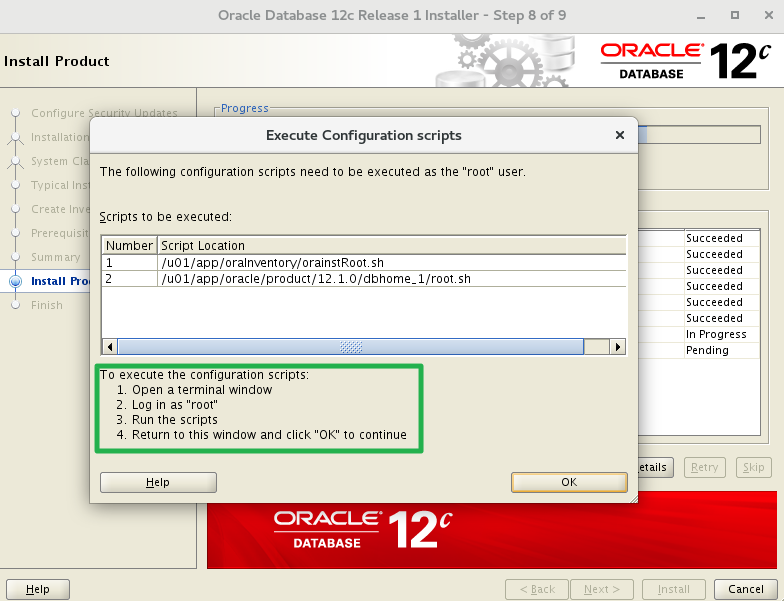 Oracle Database 12c Release 1 Installer - Step 8 of 9
Install Product
ORACLE
DATABASE
12c
Configure Security Updates
Installation
Typical
Create
Summary
Install
Finish
Progress
Execute Configuration scripts
The following configuration scripts need to be executed as the "root" user.
Scripts to be executed:
Number Script Location
1 /u01/app/oraInventory/orainstRoot.sh
2 /u01/app/oracle/product/12.1.0/dbhome_1/root.sh
To execute the configuration scripts:
1. Open a terminal window
2. Log in as "root"
3. Run the scripts
4. Return to this window and click "OK" to continue
Help
OK
Succeeded
Succeeded
Succeeded
Succeeded
Succeeded
Succeeded
In Progress
Pending
etails
Retry
Skip
ORACLE
DATABASE
12c
Help
< Back
Next >
Install
Cancel